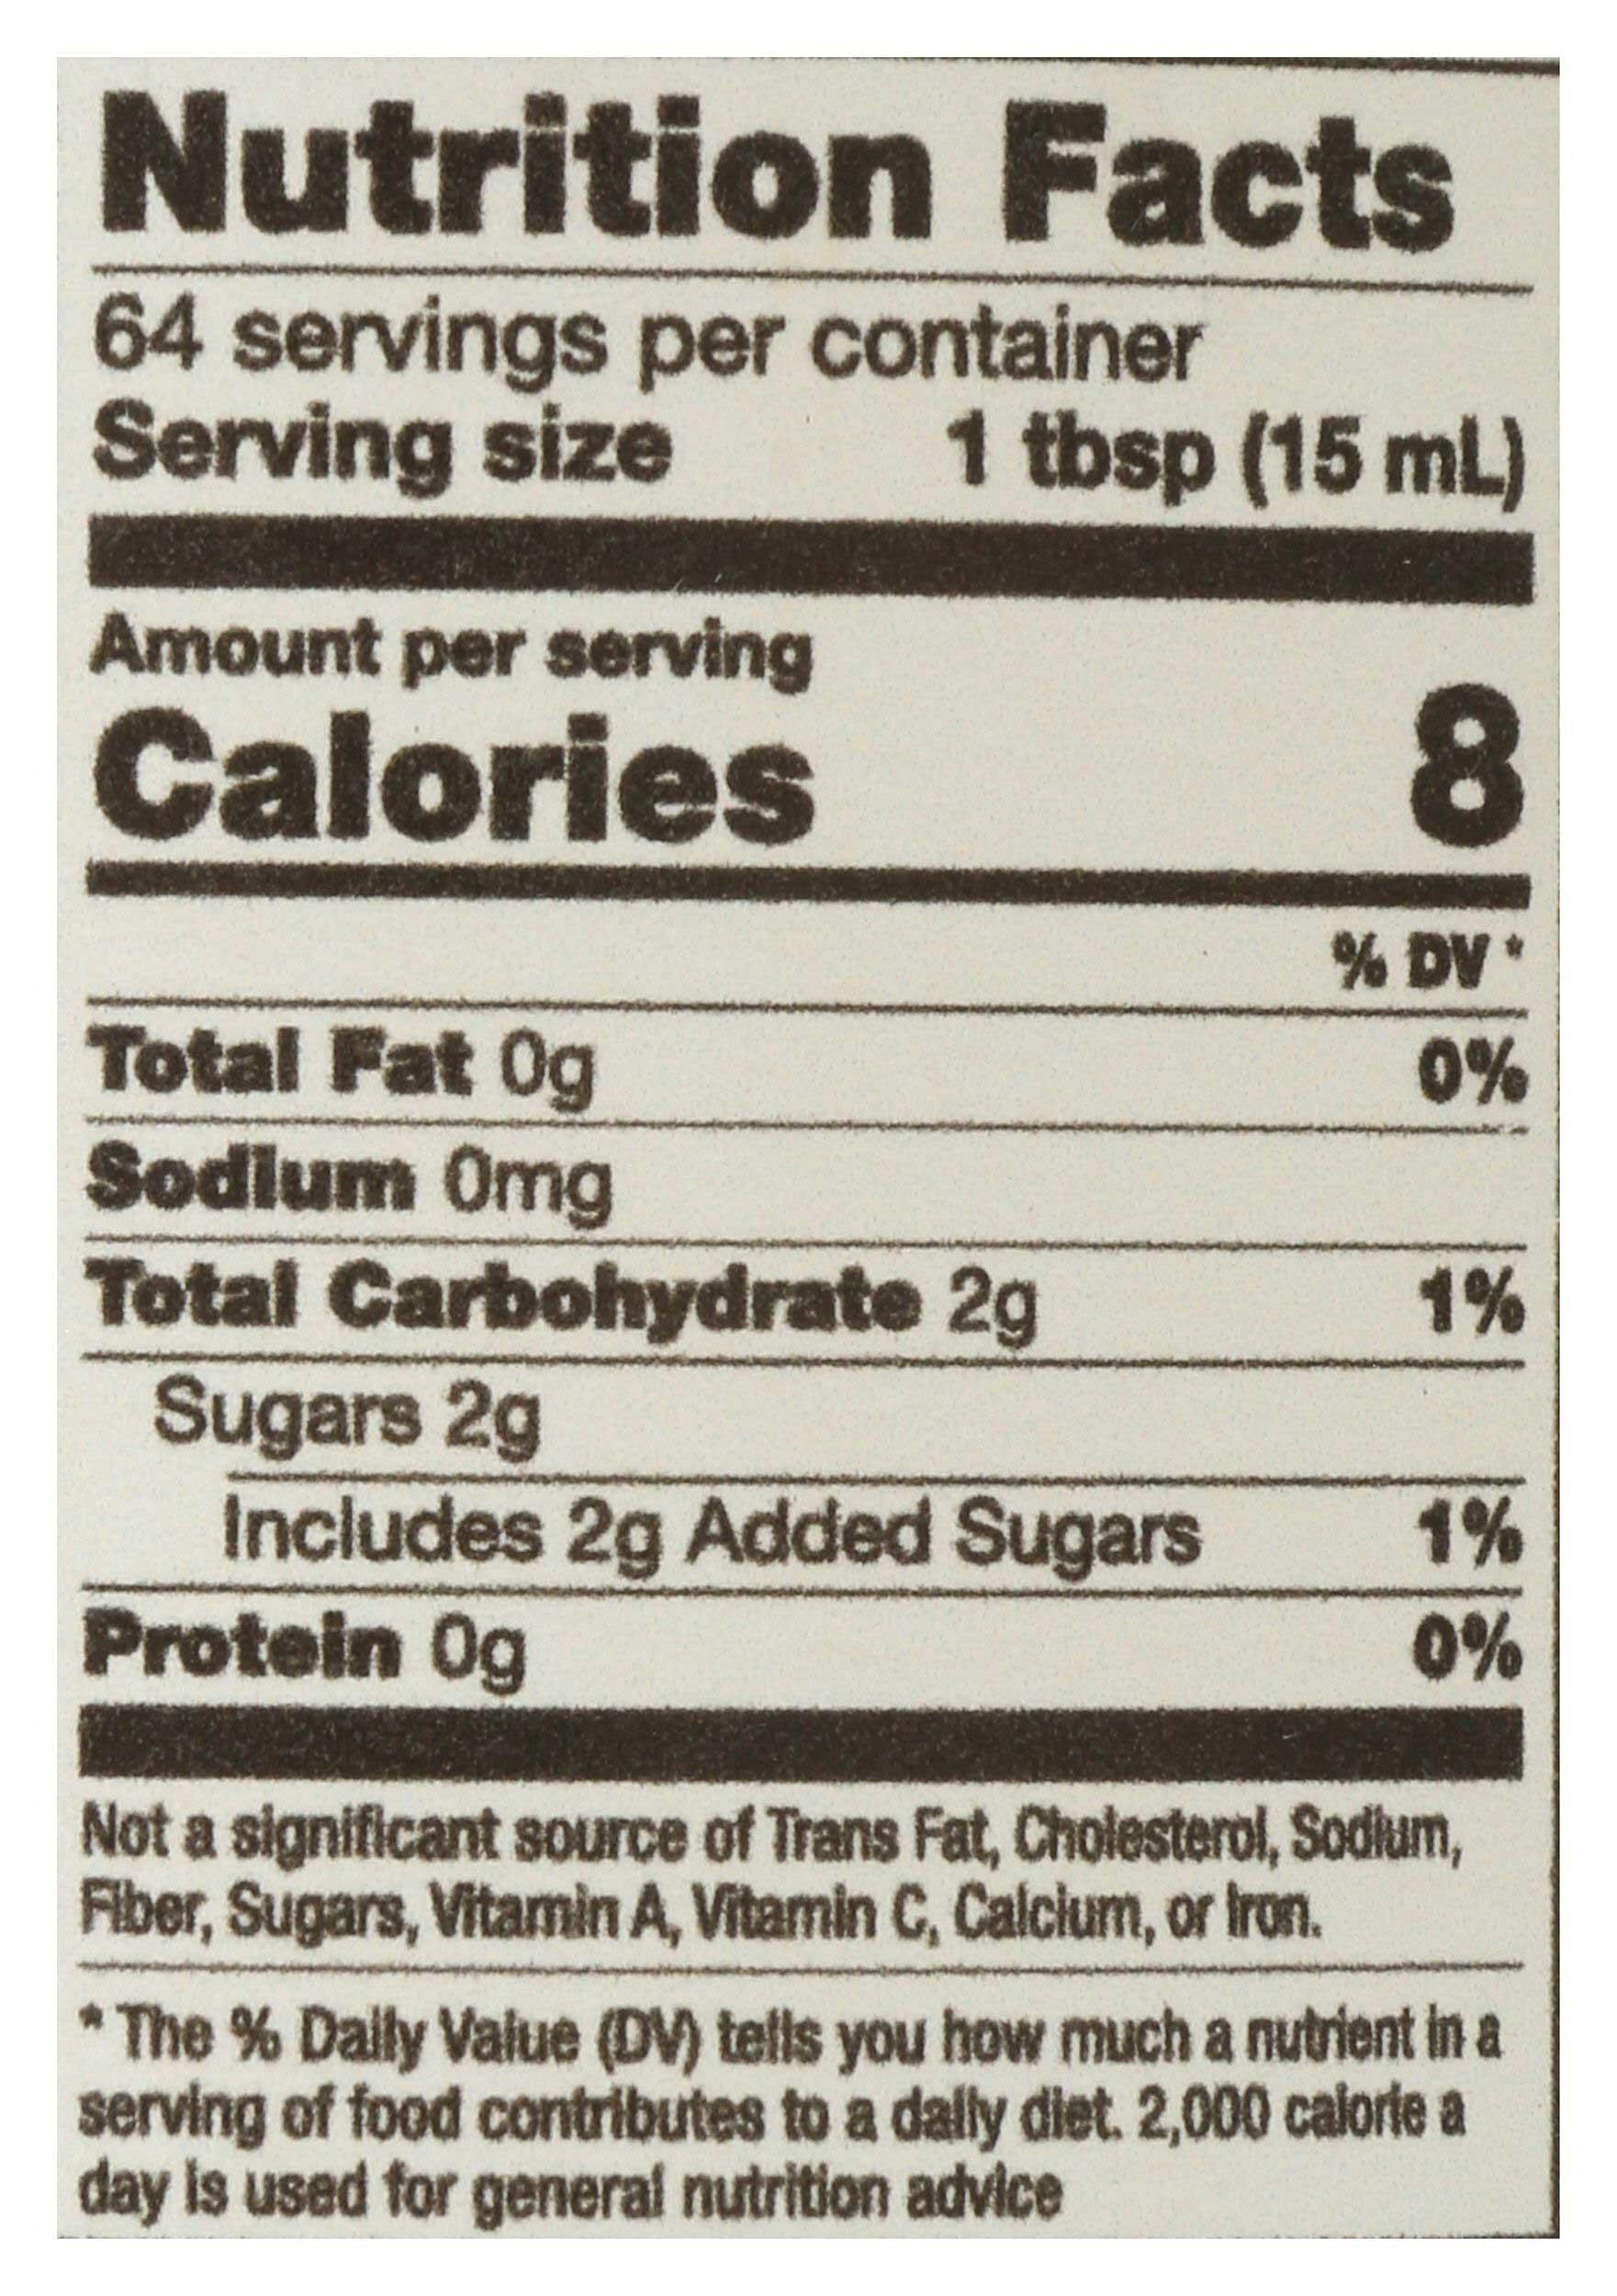 Nutrition Facts
64 servings per container
Serving size 1 tbsp (15 mL)
Amount per serving
Calories 8
% DV *
Total Fat 0g 0%
Sodium 0mg
Total Carbohydrate 2g 1%
Sugars 2g
Includes 2g Added Sugars 1%
Protein 0g 0%
Not a significant source of Trans Fat, Cholesterol, Sodium,
Fiber, Sugars, Vitamin A, Vitamin C, Calcium, or Iron.
* The % Daily Value (DV) tells you how much a nutrient in a
serving of food contributes to a daily diet. 2,000 calorie a
day is used for general nutrition advice